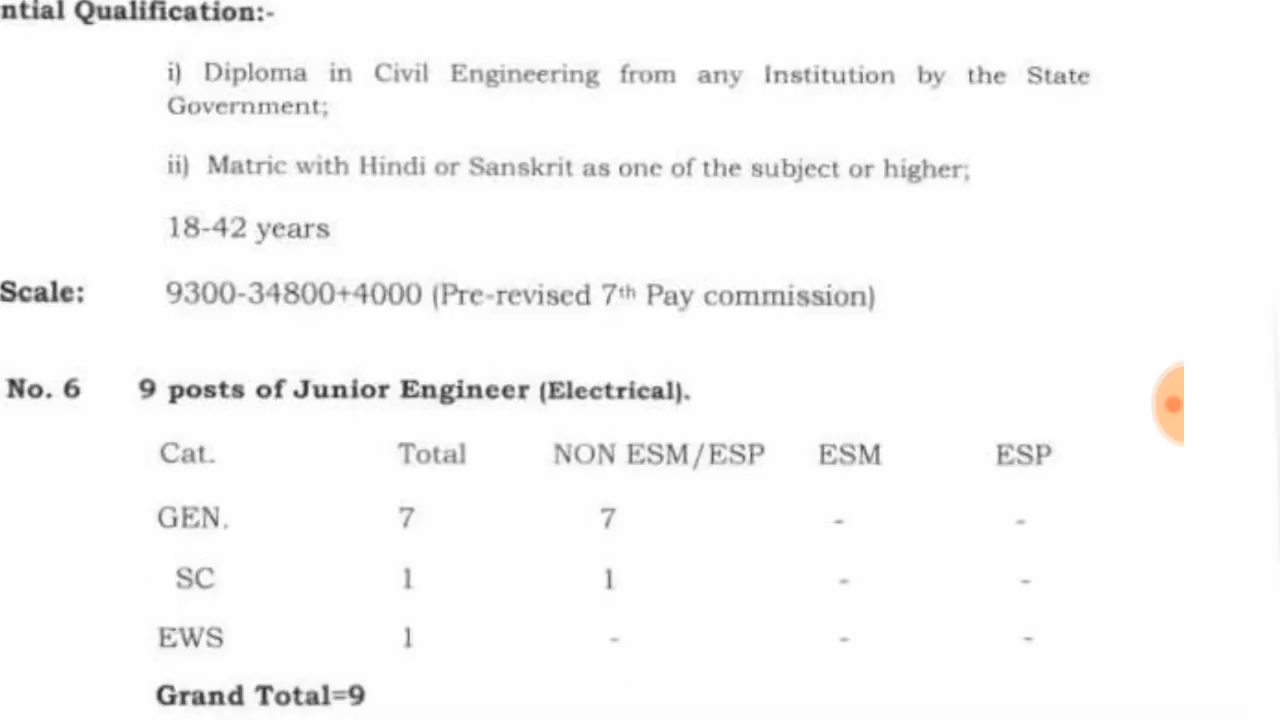 ntial Qualification:-
i) Diploma in Civil Engineering from any Institution by the State
Government;
ii) Matric with Hindi or Sanskrit as one of the subject or higher;
18-42 years
Scale: 9300-34800+4000 (Pre-revised 7th Pay commission)
No. 6 9 posts of Junior Engineer (Electrical).
Cat. Total NON ESM/ESP ESM ESP
GEN. 7 7 - -
SC 1 1 - -
EWS 1 - - -
Grand Total=9